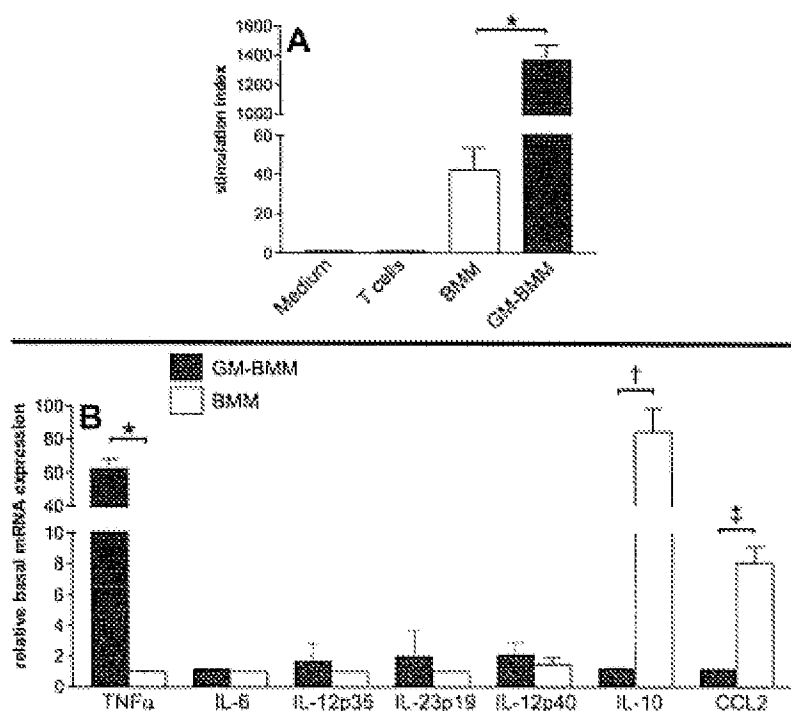 A
stimulation index
1600
1400
1200
1000
60
40
20
0
*
Medium
T cells
BMM
GM-BMM
GM-BMM
BMM
B
relative basal mRNA expression
100
80
60
40
10
8
6
4
2
0
*
†
‡
TNFα
IL-6
IL-12p35
IL-23p19
IL-12p40
IL-10
CCL2